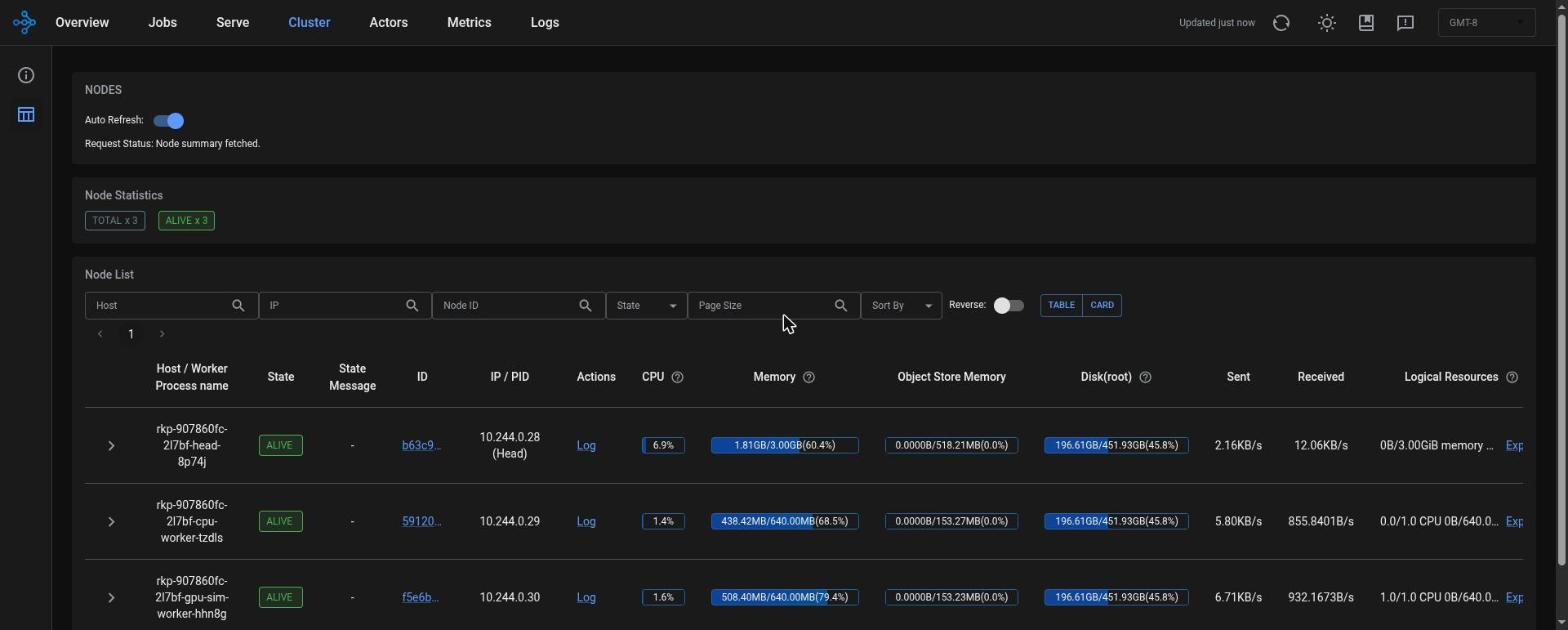 Overview Jobs Serve Cluster Actors Metrics Logs Updated just now GMT-8
NODES
Auto Refresh:
Request Status: Node summary fetched.
Node Statistics
TOTAL x 3 ALIVE x 3
Node List
Host IP Node ID State Page Size Sort By Reverse: TABLE CARD
1
Host / Worker
Process name State State
Message ID IP / PID Actions CPU Memory Object Store Memory Disk(root) Sent Received Logical Resources
rkp-907860fc-
2l7bf-head-
8p74j
ALIVE - b63c9... 10.244.0.28
(Head) Log 6.9% 1.81GB/3.00GB(60.4%) 0.0000B/518.21MB(0.0%) 196.61GB/451.93GB(45.8%) 2.16KB/s 12.06KB/s 0B/3.00GiB memory ... Exp
rkp-907860fc-
2l7bf-cpu-
worker-tzdls
ALIVE - 59120... 10.244.0.29 Log 1.4% 438.42MB/640.00MB(68.5%) 0.0000B/153.27MB(0.0%) 196.61GB/451.93GB(45.8%) 5.80KB/s 855.8401B/s 0.0/1.0 CPU 0B/640.0... Exp
rkp-907860fc-
2l7bf-gpu-sim-
worker-hhn8g
ALIVE - f5e6b... 10.244.0.30 Log 1.6% 508.40MB/640.00MB(79.4%) 0.0000B/153.23MB(0.0%) 196.61GB/451.93GB(45.8%) 6.71KB/s 932.1673B/s 1.0/1.0 CPU 0B/640.0... Exp